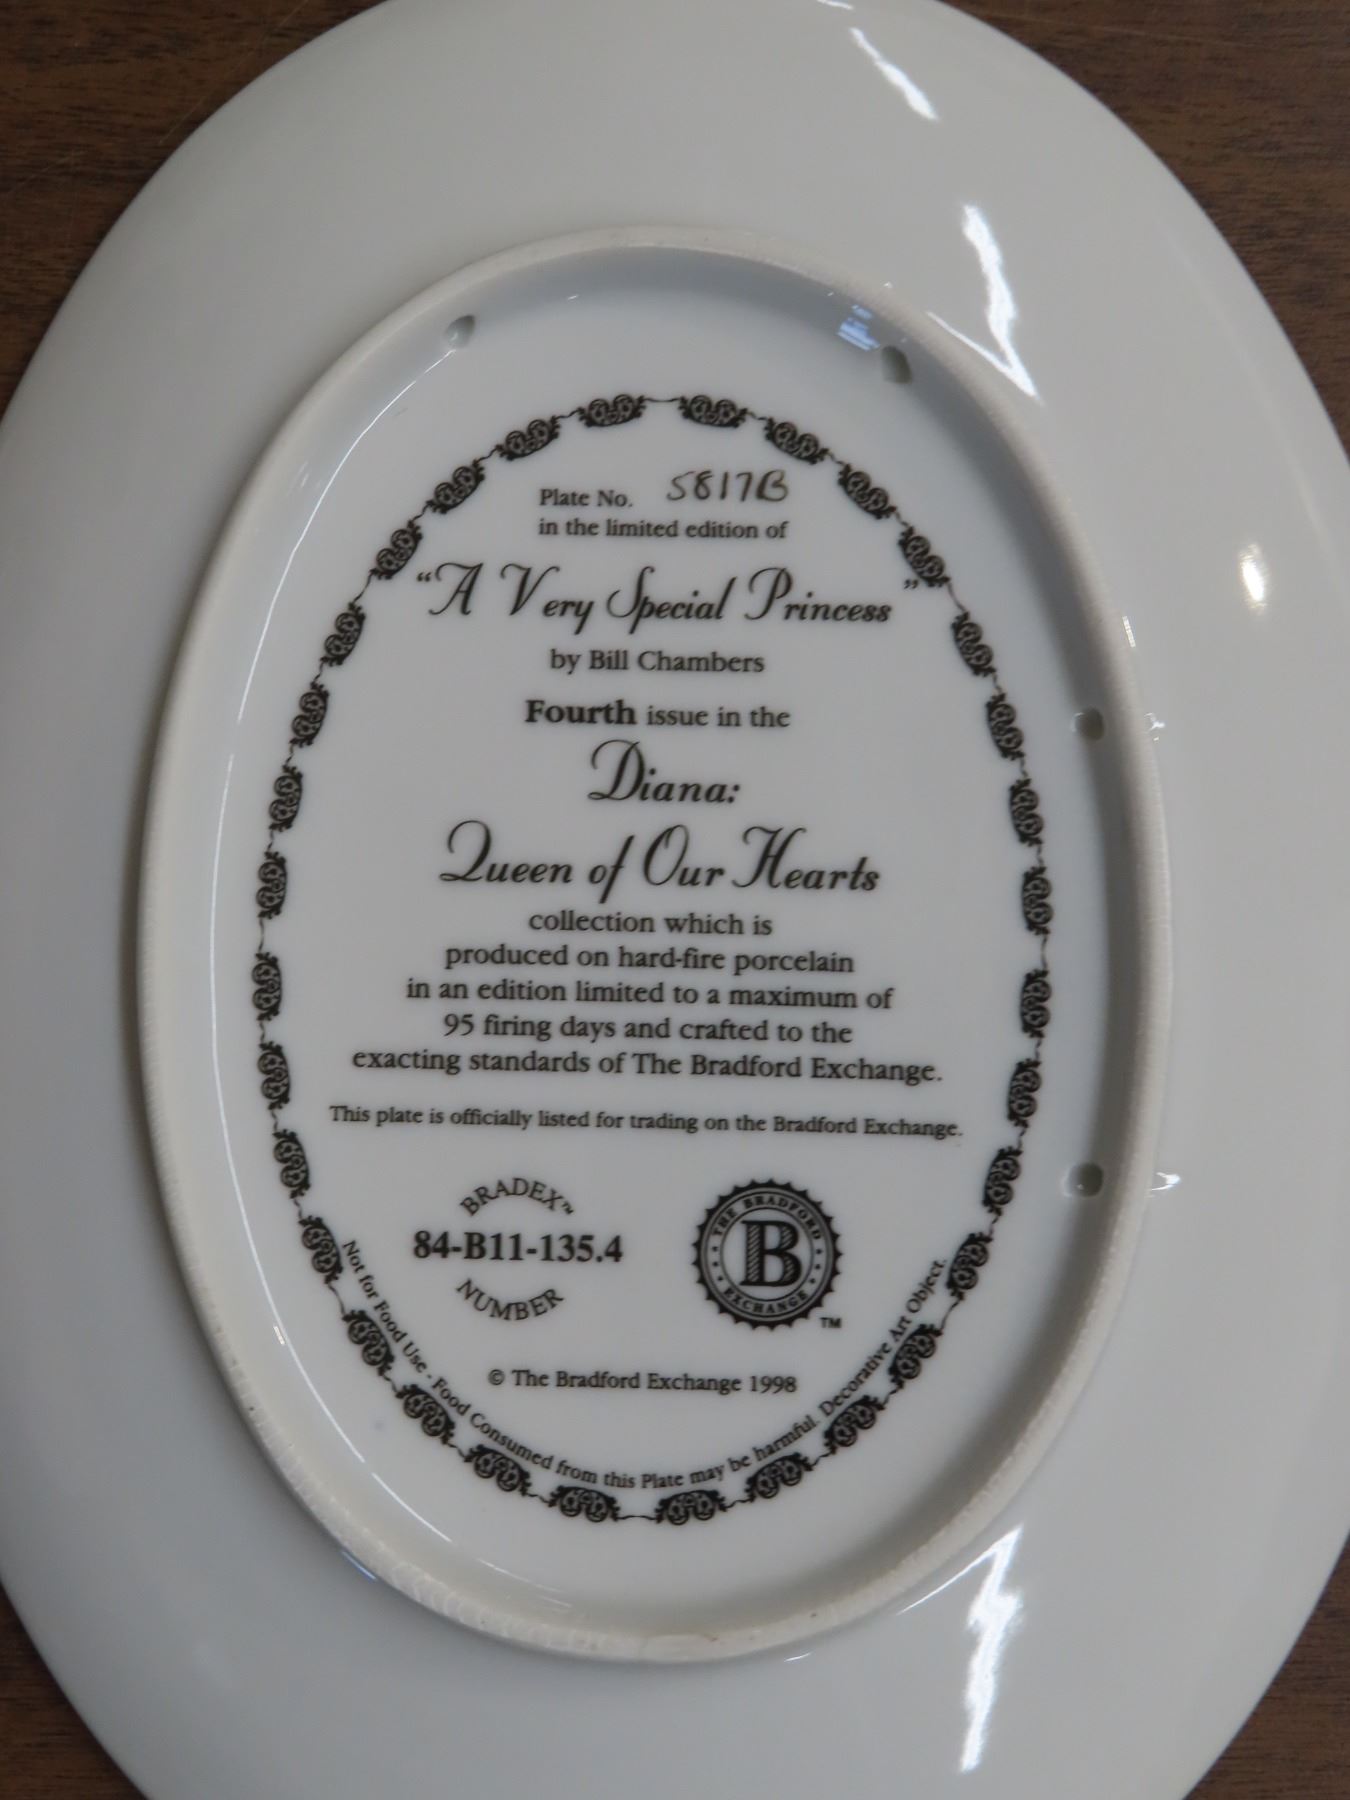 Plate No. 5817B
in the limited edition of
"A Very Special Princess"
by Bill Chambers
Fourth issue in the
Diana:
Queen of Our Hearts
collection which is
produced on hard-fire porcelain
in an edition limited to a maximum of
95 firing days and crafted to the
exacting standards of The Bradford Exchange.
This plate is officially listed for trading on the Bradford Exchange.
BRADEX™
84-B11-135.4
NUMBER
THE BRADFORD
B
EXCHANGE
TM
© The Bradford Exchange 1998
Not for Food Use - Food Consumed from this Plate may be harmful. Decorative Art Object.